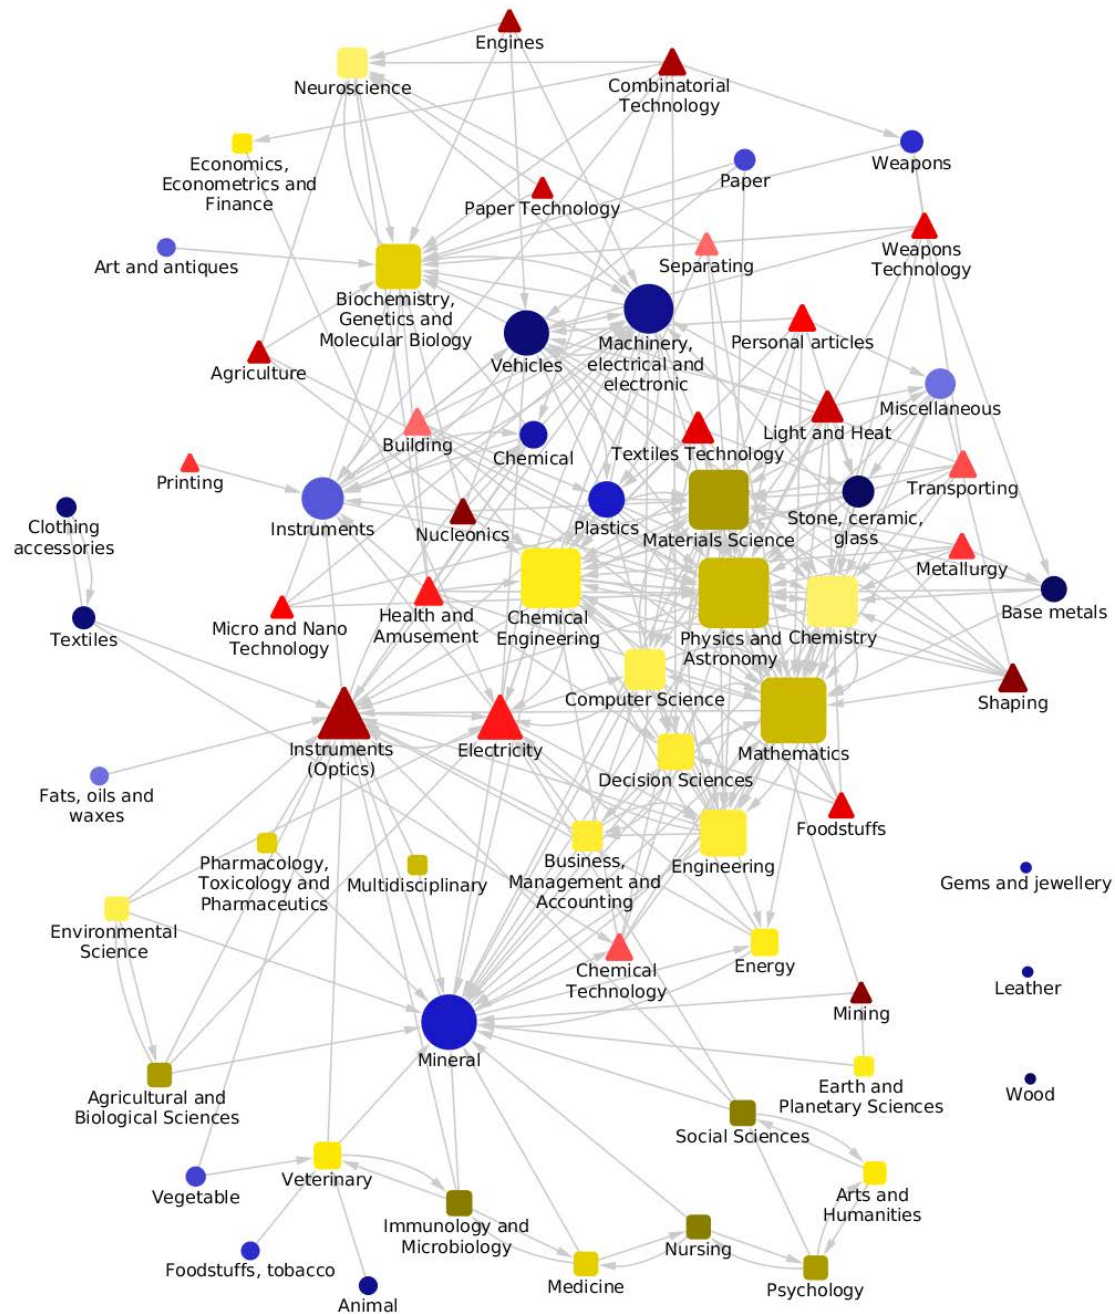 Engines
Neuroscience
Combinatorial
Technology
Economics,
Econometrics and
Finance
Weapons
Paper
Paper Technology
Art and antiques
Separating
Weapons
Technology
Biochemistry,
Genetics and
Molecular Biology
Vehicles
Machinery,
electrical and
electronic
Personal articles
Agriculture
Miscellaneous
Building
Chemical
Textiles Technology
Light and Heat
Printing
Transporting
Clothing
accessories
Instruments
Nucleonics
Plastics
Materials Science
Stone, ceramic,
glass
Metallurgy
Textiles
Micro and Nano
Technology
Health and
Amusement
Chemical
Engineering
Physics and
Astronomy
Chemistry
Base metals
Computer Science
Shaping
Instruments
(Optics)
Electricity
Decision Sciences
Mathematics
Fats, oils and
waxes
Foodstuffs
Pharmacology,
Toxicology and
Pharmaceutics
Multidisciplinary
Business,
Management and
Accounting
Engineering
Gems and jewellery
Environmental
Science
Chemical
Technology
Energy
Leather
Mining
Mineral
Agricultural and
Biological Sciences
Earth and
Planetary Sciences
Wood
Social Sciences
Vegetable
Veterinary
Arts and
Humanities
Immunology and
Microbiology
Nursing
Foodstuffs, tobacco
Medicine
Psychology
Animal